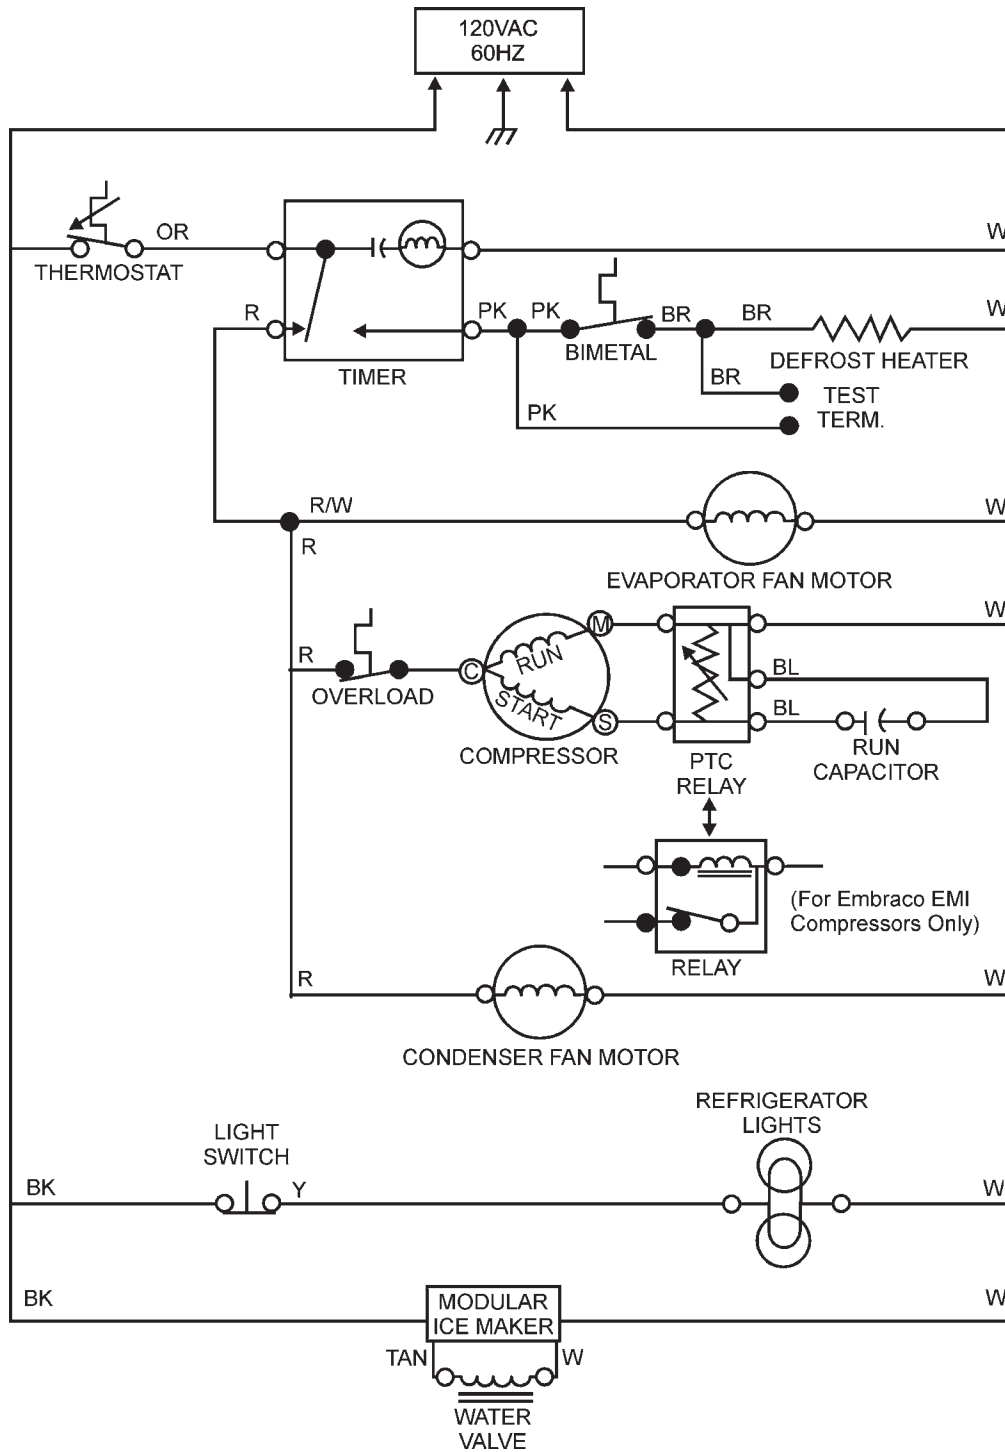 120VAC
60HZ
OR
THERMOSTAT
W
R
TIMER
PK
PK
BIMETAL
BR
BR
W
DEFROST HEATER
BR
TEST
TERM.
PK
R/W
R
W
EVAPORATOR FAN MOTOR
R
OVERLOAD
C
RUN
START
M
S
COMPRESSOR
W
BL
BL
PTC
RELAY
RUN
CAPACITOR
(For Embraco EMI
Compressors Only)
RELAY
R
W
CONDENSER FAN MOTOR
REFRIGERATOR
LIGHTS
LIGHT
SWITCH
BK
Y
W
BK
MODULAR
ICE MAKER
W
TAN
W
WATER
VALVE